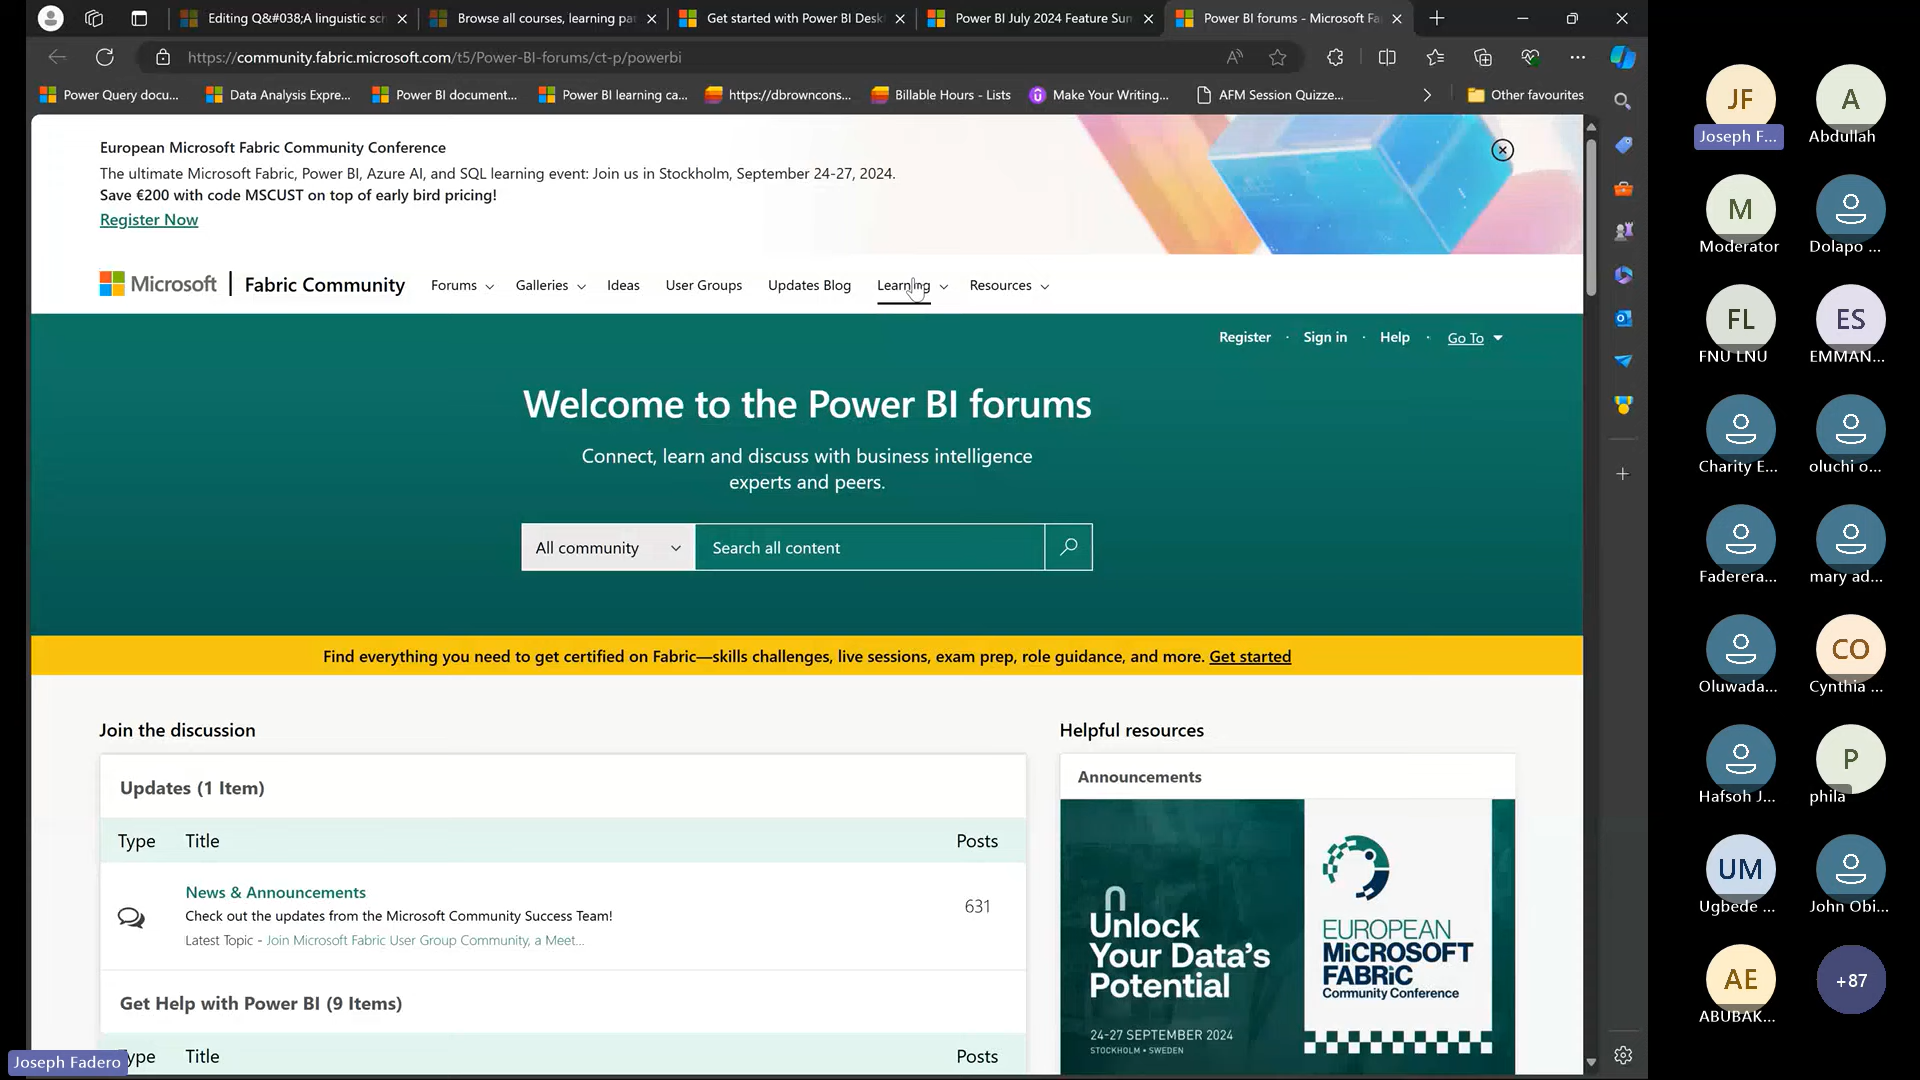 Editing Q&#038;A linguistic sc
Browse all courses, learning pa
Get started with Power BI Desk
Power BI July 2024 Feature Sum
Power BI forums - Microsoft Fa
https://community.fabric.microsoft.com/t5/Power-BI-forums/ct-p/powerbi
Power Query docu...
Data Analysis Expre...
Power BI document...
Power BI learning ca...
https://dbrowncons...
Billable Hours - Lists
Make Your Writing...
AFM Session Quizze...
Other favourites
European Microsoft Fabric Community Conference
The ultimate Microsoft Fabric, Power BI, Azure AI, and SQL learning event: Join us in Stockholm, September 24-27, 2024.
Save €200 with code MSCUST on top of early bird pricing!
Register Now
Microsoft
Fabric Community
Forums
Galleries
Ideas
User Groups
Updates Blog
Learning
Resources
Register · Sign in · Help · Go To
Welcome to the Power BI forums
Connect, learn and discuss with business intelligence
experts and peers.
All community
Search all content
Find everything you need to get certified on Fabric—skills challenges, live sessions, exam prep, role guidance, and more. Get started
Join the discussion
Updates (1 Item)
Type Title Posts
News & Announcements
Check out the updates from the Microsoft Community Success Team!
Latest Topic - Join Microsoft Fabric User Group Community, a Meet...
631
Get Help with Power BI (9 Items)
ype Title Posts
Helpful resources
Announcements
Unlock
Your Data's
Potential
24-27 SEPTEMBER 2024
STOCKHOLM • SWEDEN
EUROPEAN
MiCROSOFT
FABRiC
Community Conference
Joseph Fadero
JF
Joseph F...
A
Abdullah
M
Moderator
Dolapo ...
FL
FNU LNU
ES
EMMAN...
Charity E...
oluchi o...
Faderera...
mary ad...
Oluwada...
CO
Cynthia ...
Hafsoh J...
P
phila
UM
Ugbede ...
John Obi...
AE
ABUBAK...
+87